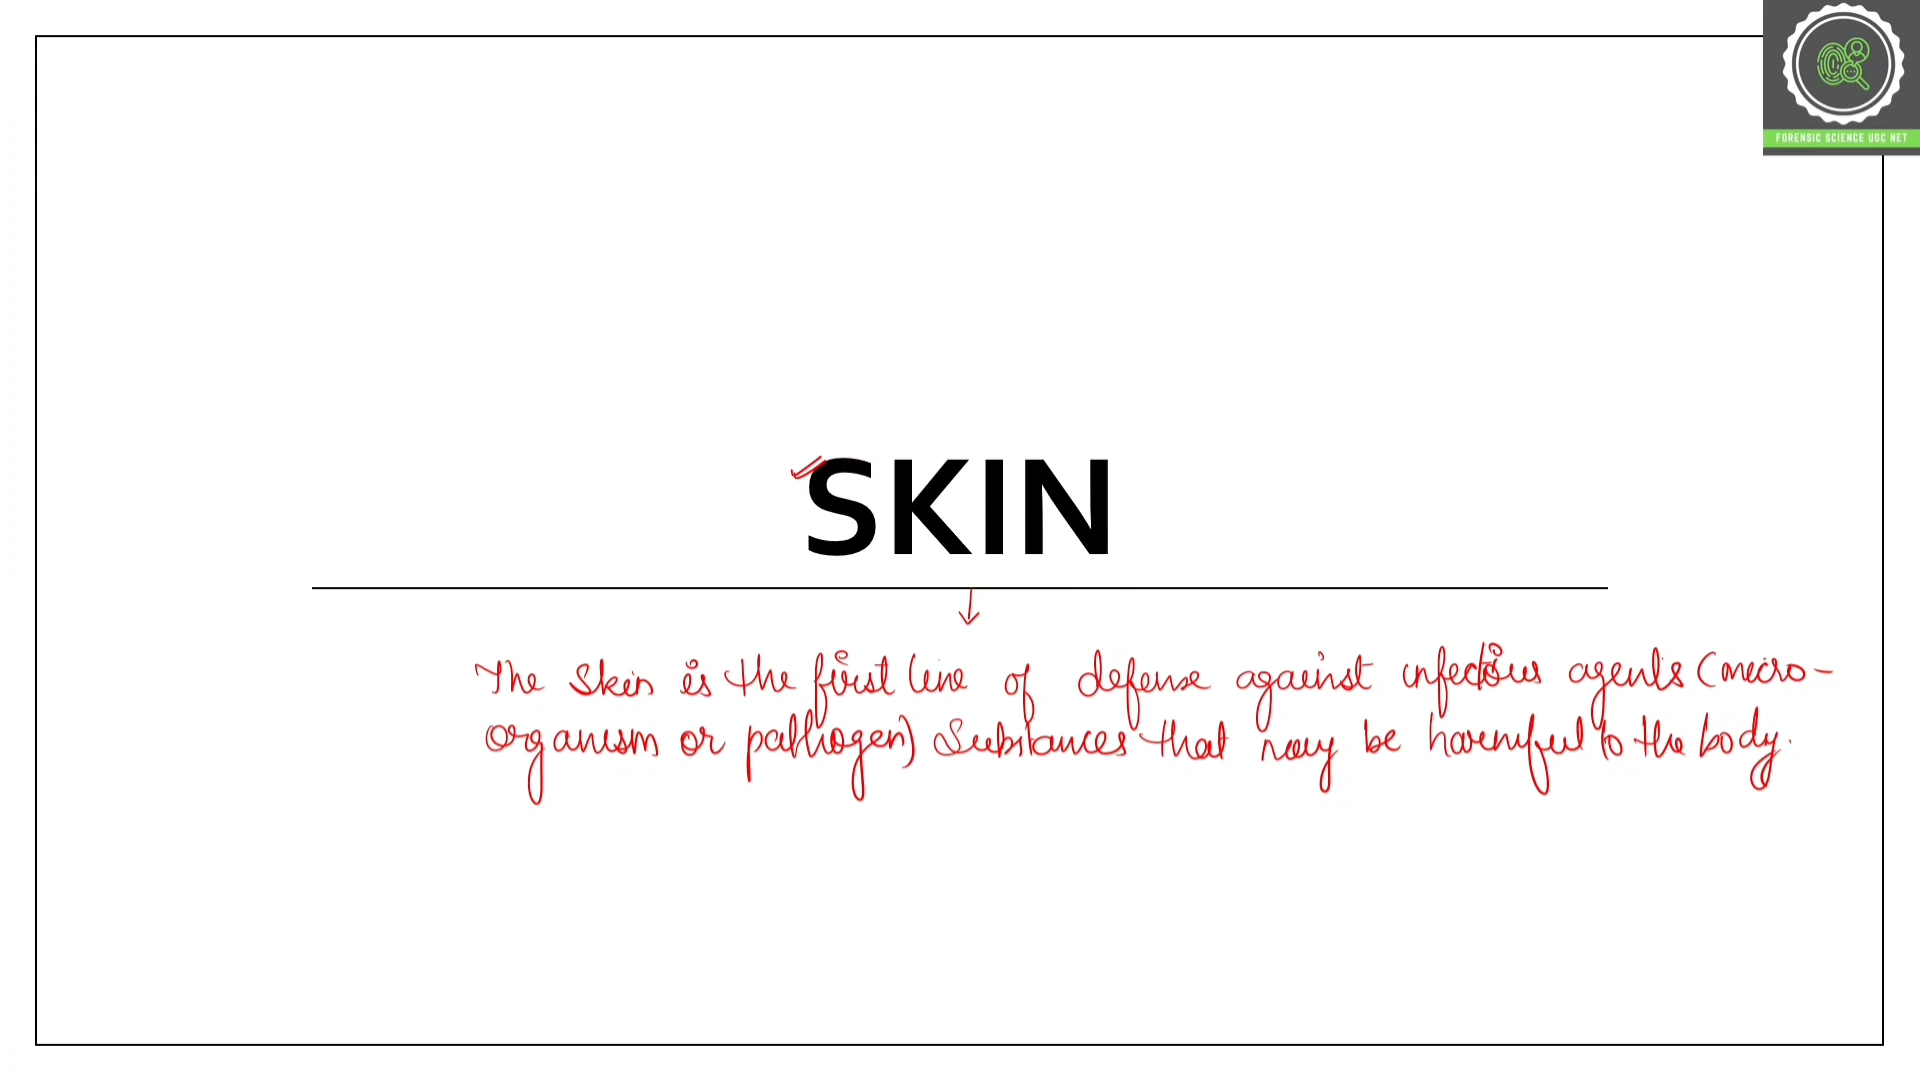 FORENSIC SCIENCE UGC NET
SKIN
The Skin is the first line of defense against infectious agents (micro-
organism or pathogen) Substances that may be harmful to the body.